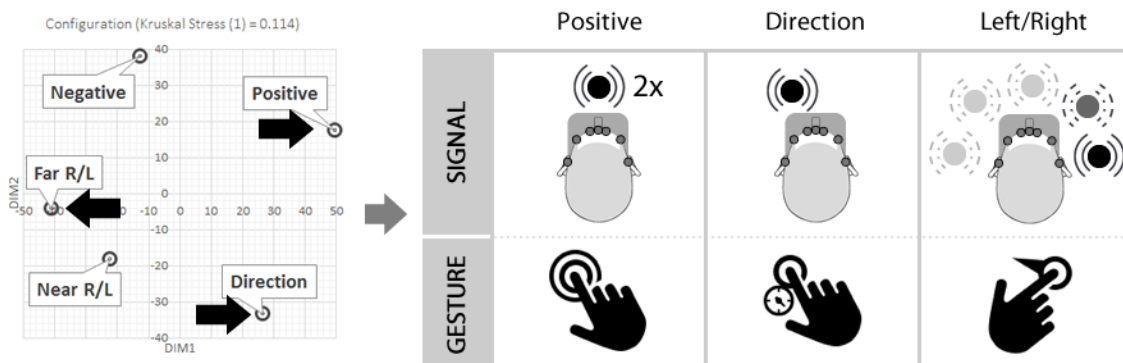 Configuration (Kruskal Stress (1) = 0.114)
40
Negative
30
Positive
20
10
Far R/L
0
DIM2
-50 -40 -30 -20 -10 0 10 20 30 40 50
-10
Near R/L
-20
Direction
-30
-40
DIM1
Positive Direction Left/Right
SIGNAL
2x
GESTURE